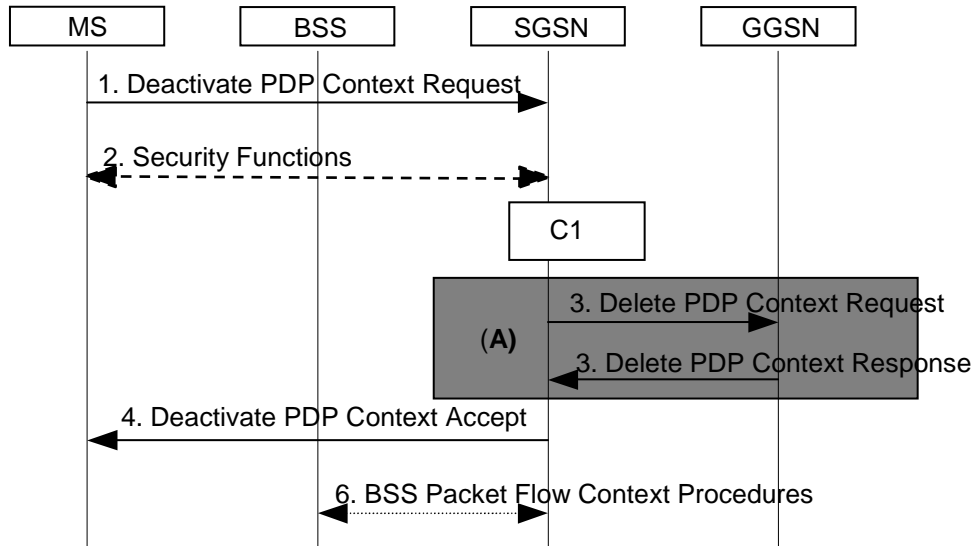 MS BSS SGSN GGSN
1. Deactivate PDP Context Request
2. Security Functions
C1
3. Delete PDP Context Request
(A)
3. Delete PDP Context Response
4. Deactivate PDP Context Accept
6. BSS Packet Flow Context Procedures